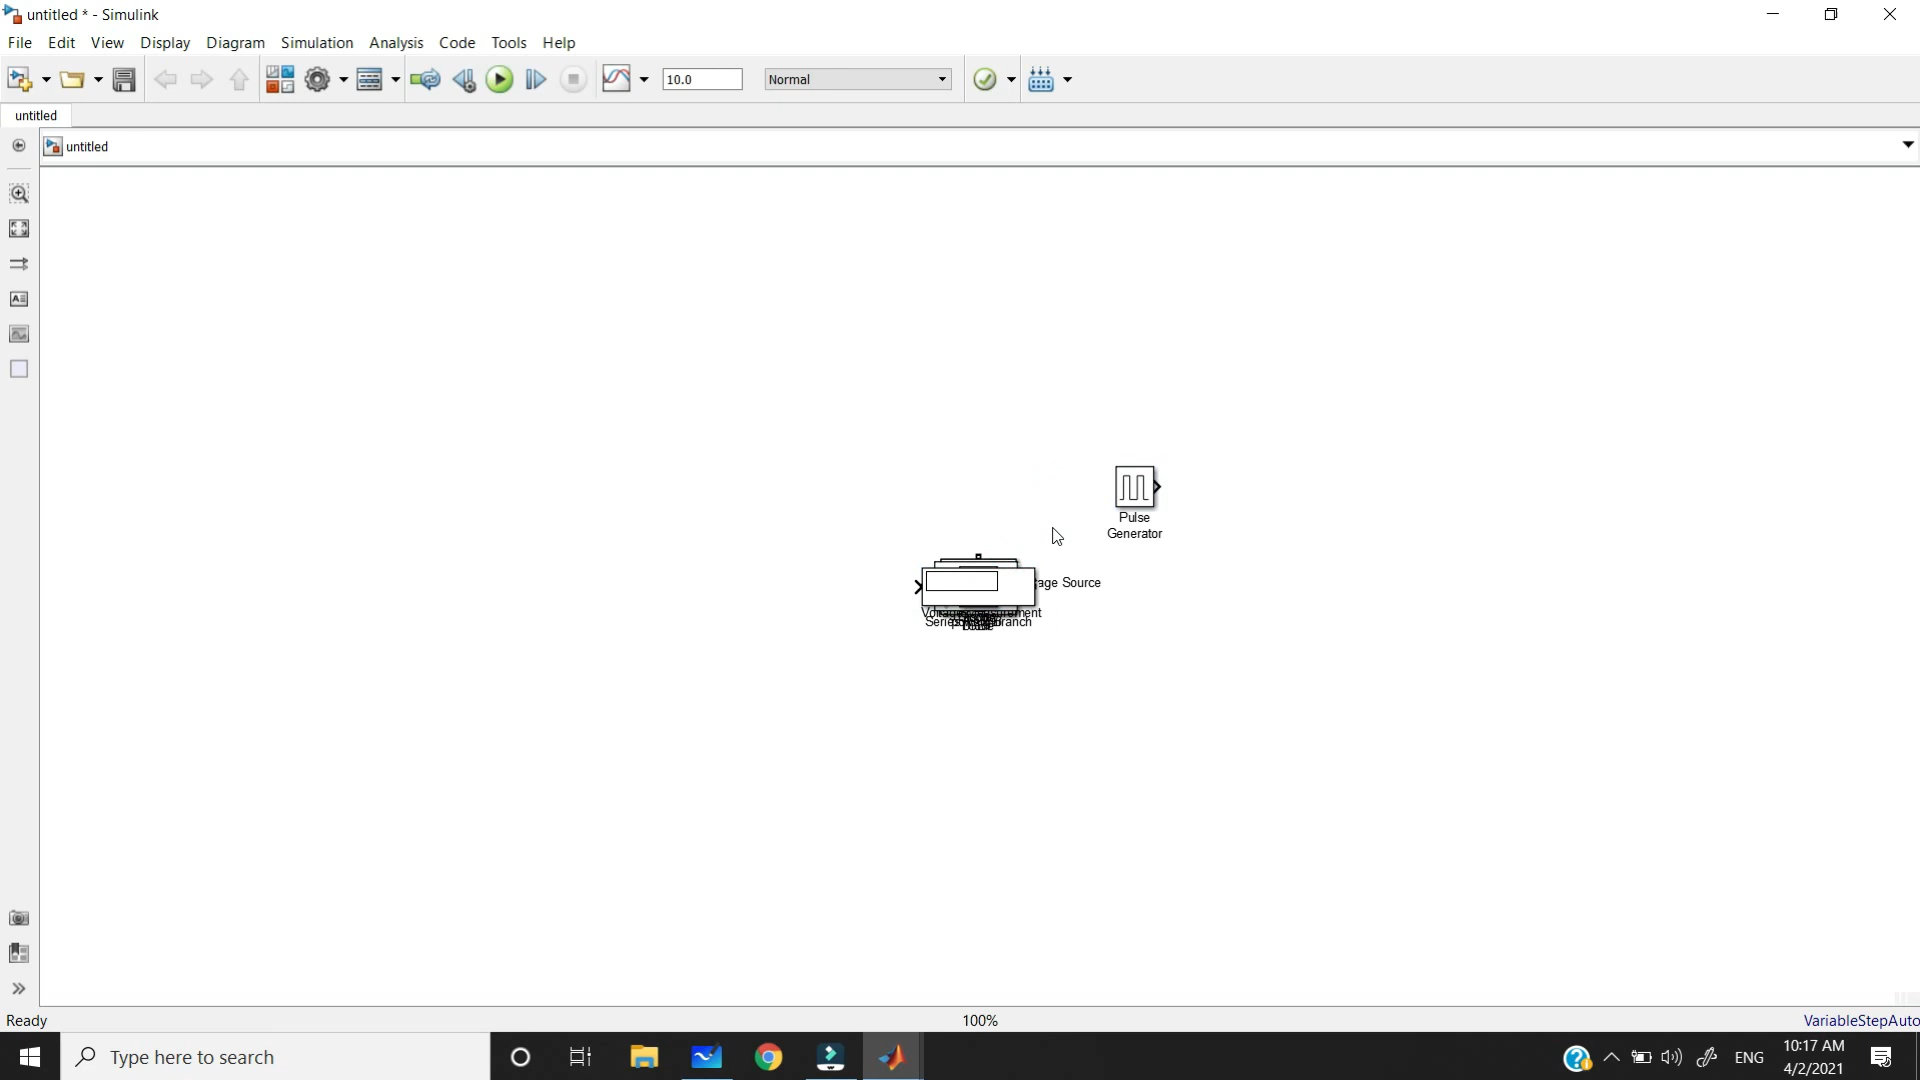 untitled * - Simulink
File Edit View Display Diagram Simulation Analysis Code Tools Help
10.0 Normal
untitled
untitled
Pulse
Generator
age Source
Ready 100% VariableStepAuto
Type here to search
ENG
10:17 AM
4/2/2021